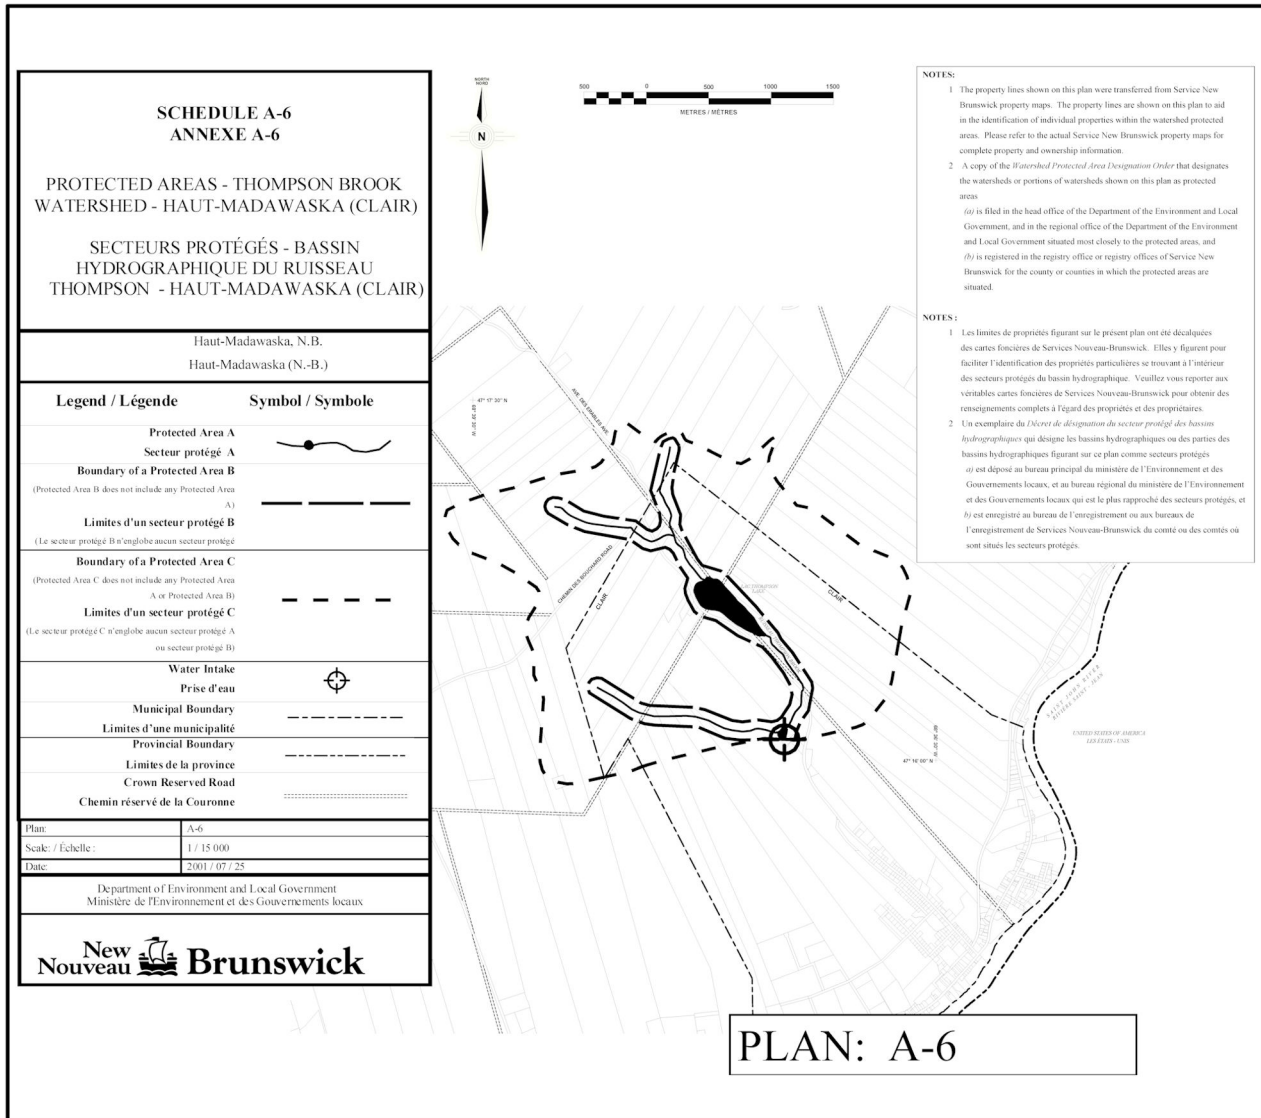 SCHEDULE A-6
ANNEXE A-6
PROTECTED AREAS - THOMPSON BROOK
WATERSHED - HAUT-MADAWASKA (CLAIR)
SECTEURS PROTÉGÉS - BASSIN
HYDROGRAPHIQUE DU RUISSEAU
THOMPSON - HAUT-MADAWASKA (CLAIR)
Haut-Madawaska, N.B.
Haut-Madawaska (N.-B.)
Legend / Légende Symbol / Symbole
Protected Area A
Secteur protégé A
Boundary of a Protected Area B
(Protected Area B does not include any Protected Area
A)
Limites d'un secteur protégé B
(Le secteur protégé B n'englobe aucun secteur protégé
Boundary of a Protected Area C
(Protected Area C does not include any Protected Area
A or Protected Area B)
Limites d'un secteur protégé C
(Le secteur protégé C n'englobe aucun secteur protégé A
ou secteur protégé B)
Water Intake
Prise d'eau
Municipal Boundary
Limites d'une municipalité
Provincial Boundary
Limites de la province
Crown Reserved Road
Chemin réservé de la Couronne
Plan: A-6
Scale: / Échelle : 1 / 15 000
Date: 2001 / 07 / 25
Department of Environment and Local Government
Ministère de l'Environnement et des Gouvernements locaux
New
Nouveau Brunswick
NORTH
NORD
N
500 0 500 1000 1500
METRES / MÈTRES
AVE. DES ERABLES AVE.
47° 17' 30" N
CHEMIN DES BOUCHARD ROAD
CLAIR
CLAIR
47° 16' 00" N
SAINT JOHN RIVER
RIVIÈRE SAINT - JEAN
UNITED STATES OF AMERICA
LES ÉTATS - UNIS
NOTES:
1 The property lines shown on this plan were transferred from Service New
Brunswick property maps. The property lines are shown on this plan to aid
in the identification of individual properties within the watershed protected
areas. Please refer to the actual Service New Brunswick property maps for
complete property and ownership information.
2 A copy of the Watershed Protected Area Designation Order that designates
the watersheds or portions of watersheds shown on this plan as protected
areas
(a) is filed in the head office of the Department of the Environment and Local
Government, and in the regional office of the Department of the Environment
and Local Government situated most closely to the protected areas, and
(b) is registered in the registry office or registry offices of Service New
Brunswick for the county or counties in which the protected areas are
situated.
NOTES :
1 Les limites de propriétés figurant sur le présent plan ont été décalquées
des cartes foncières de Services Nouveau-Brunswick. Elles y figurent pour
faciliter l'identification des propriétés particulières se trouvant à l'intérieur
des secteurs protégés du bassin hydrographique. Veuillez vous reporter aux
véritables cartes foncières de Services Nouveau-Brunswick pour obtenir des
renseignements complets à l'égard des propriétés et des propriétaires.
2 Un exemplaire du Décret de désignation du secteur protégé des bassins
hydrographiques qui désigne les bassins hydrographiques ou des parties des
bassins hydrographiques figurant sur ce plan comme secteurs protégés
a) est déposé au bureau principal du ministère de l'Environnement et des
Gouvernements locaux, et au bureau régional du ministère de l'Environnement
et des Gouvernements locaux qui est le plus rapproché des secteurs protégés, et
b) est enregistré au bureau de l'enregistrement ou aux bureaux de
l'enregistrement de Services Nouveau-Brunswick du comté ou des comtés où
sont situés les secteurs protégés.
PLAN: A-6